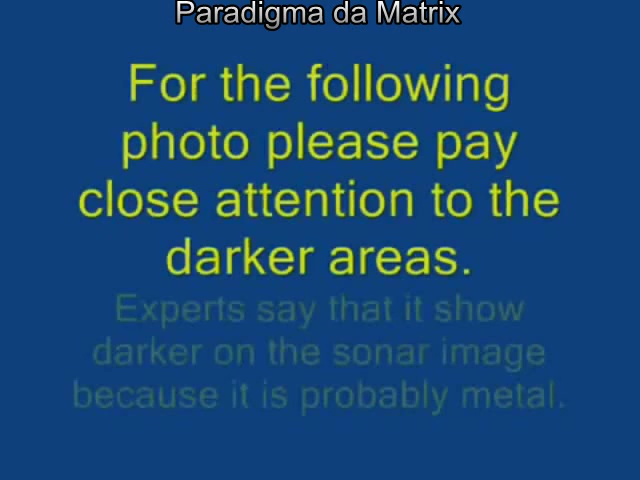 Paradigma da Matrix
For the following
photo please pay
close attention to the
darker areas.
Experts say that it show
darker on the sonar image
because it is probably metal.